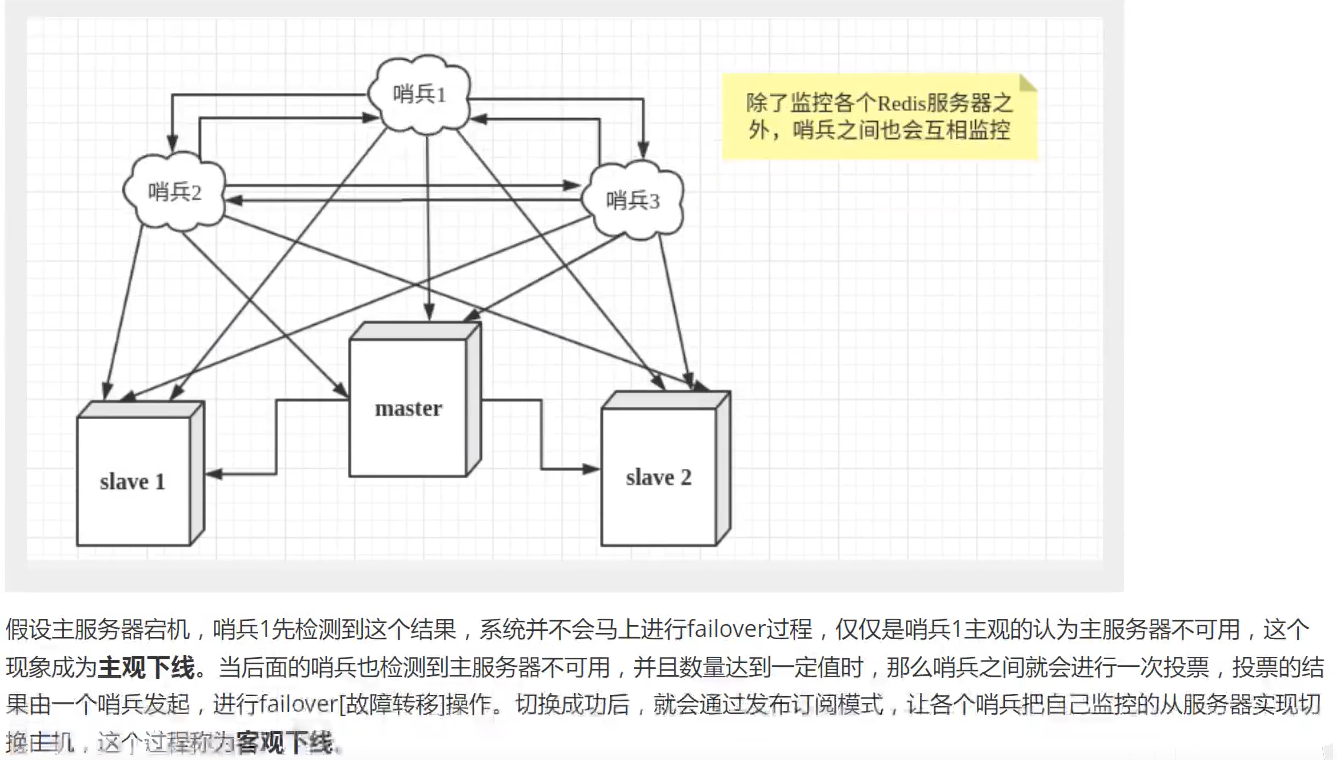 哨兵1
除了监控各个Redis服务器之
外，哨兵之间也会互相监控
哨兵2
哨兵3
master
slave 1
slave 2
假设主服务器宕机，哨兵1先检测到这个结果，系统并不会马上进行failover过程，仅仅是哨兵1主观的认为主服务器不可用，这个
现象成为主观下线。当后面的哨兵也检测到主服务器不可用，并且数量达到一定值时，那么哨兵之间就会进行一次投票，投票的结
果由一个哨兵发起，进行failover[故障转移]操作。切换成功后，就会通过发布订阅模式，让各个哨兵把自己监控的从服务器实现切
换主机，这个过程称为客观下线。